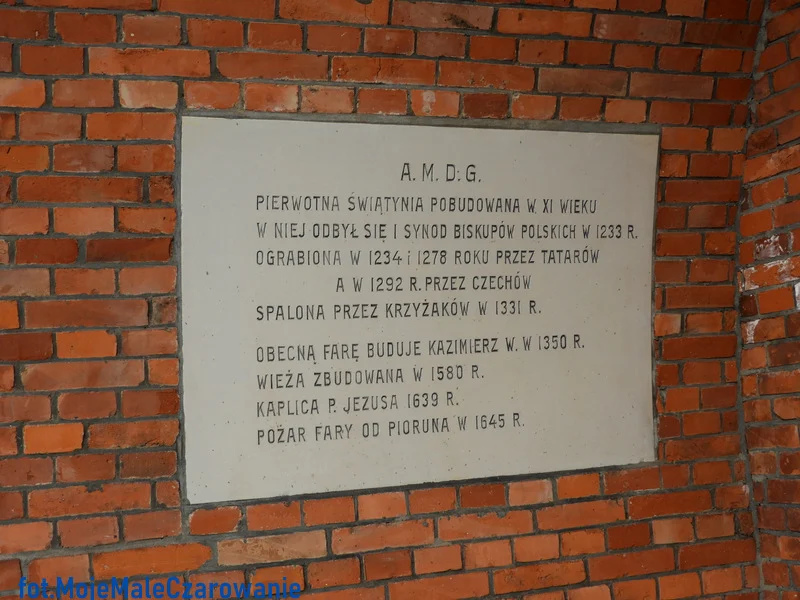 A. M. D. G.
PIERWOTNA ŚWIĄTYNIA POBUDOWANA W. XI WIEKU
W NIEJ ODBYŁ SIĘ I SYNOD BISKUPÓW POLSKICH W 1233 R.
OGRABIONA W 1234 i 1278 ROKU PRZEZ TATARÓW
A W 1292 R. PRZEZ CZECHÓW
SPALONA PRZEZ KRZYŻAKÓW W 1331 R.
OBECNĄ FARĘ BUDUJE KAZIMIERZ W. W 1350 R.
WIEŻA ZBUDOWANA W 1580 R.
KAPLICA P. JEZUSA 1639 R.
POŻAR FARY OD PIORUNA W 1645 R.
fot.MojeMałeCzarowanie